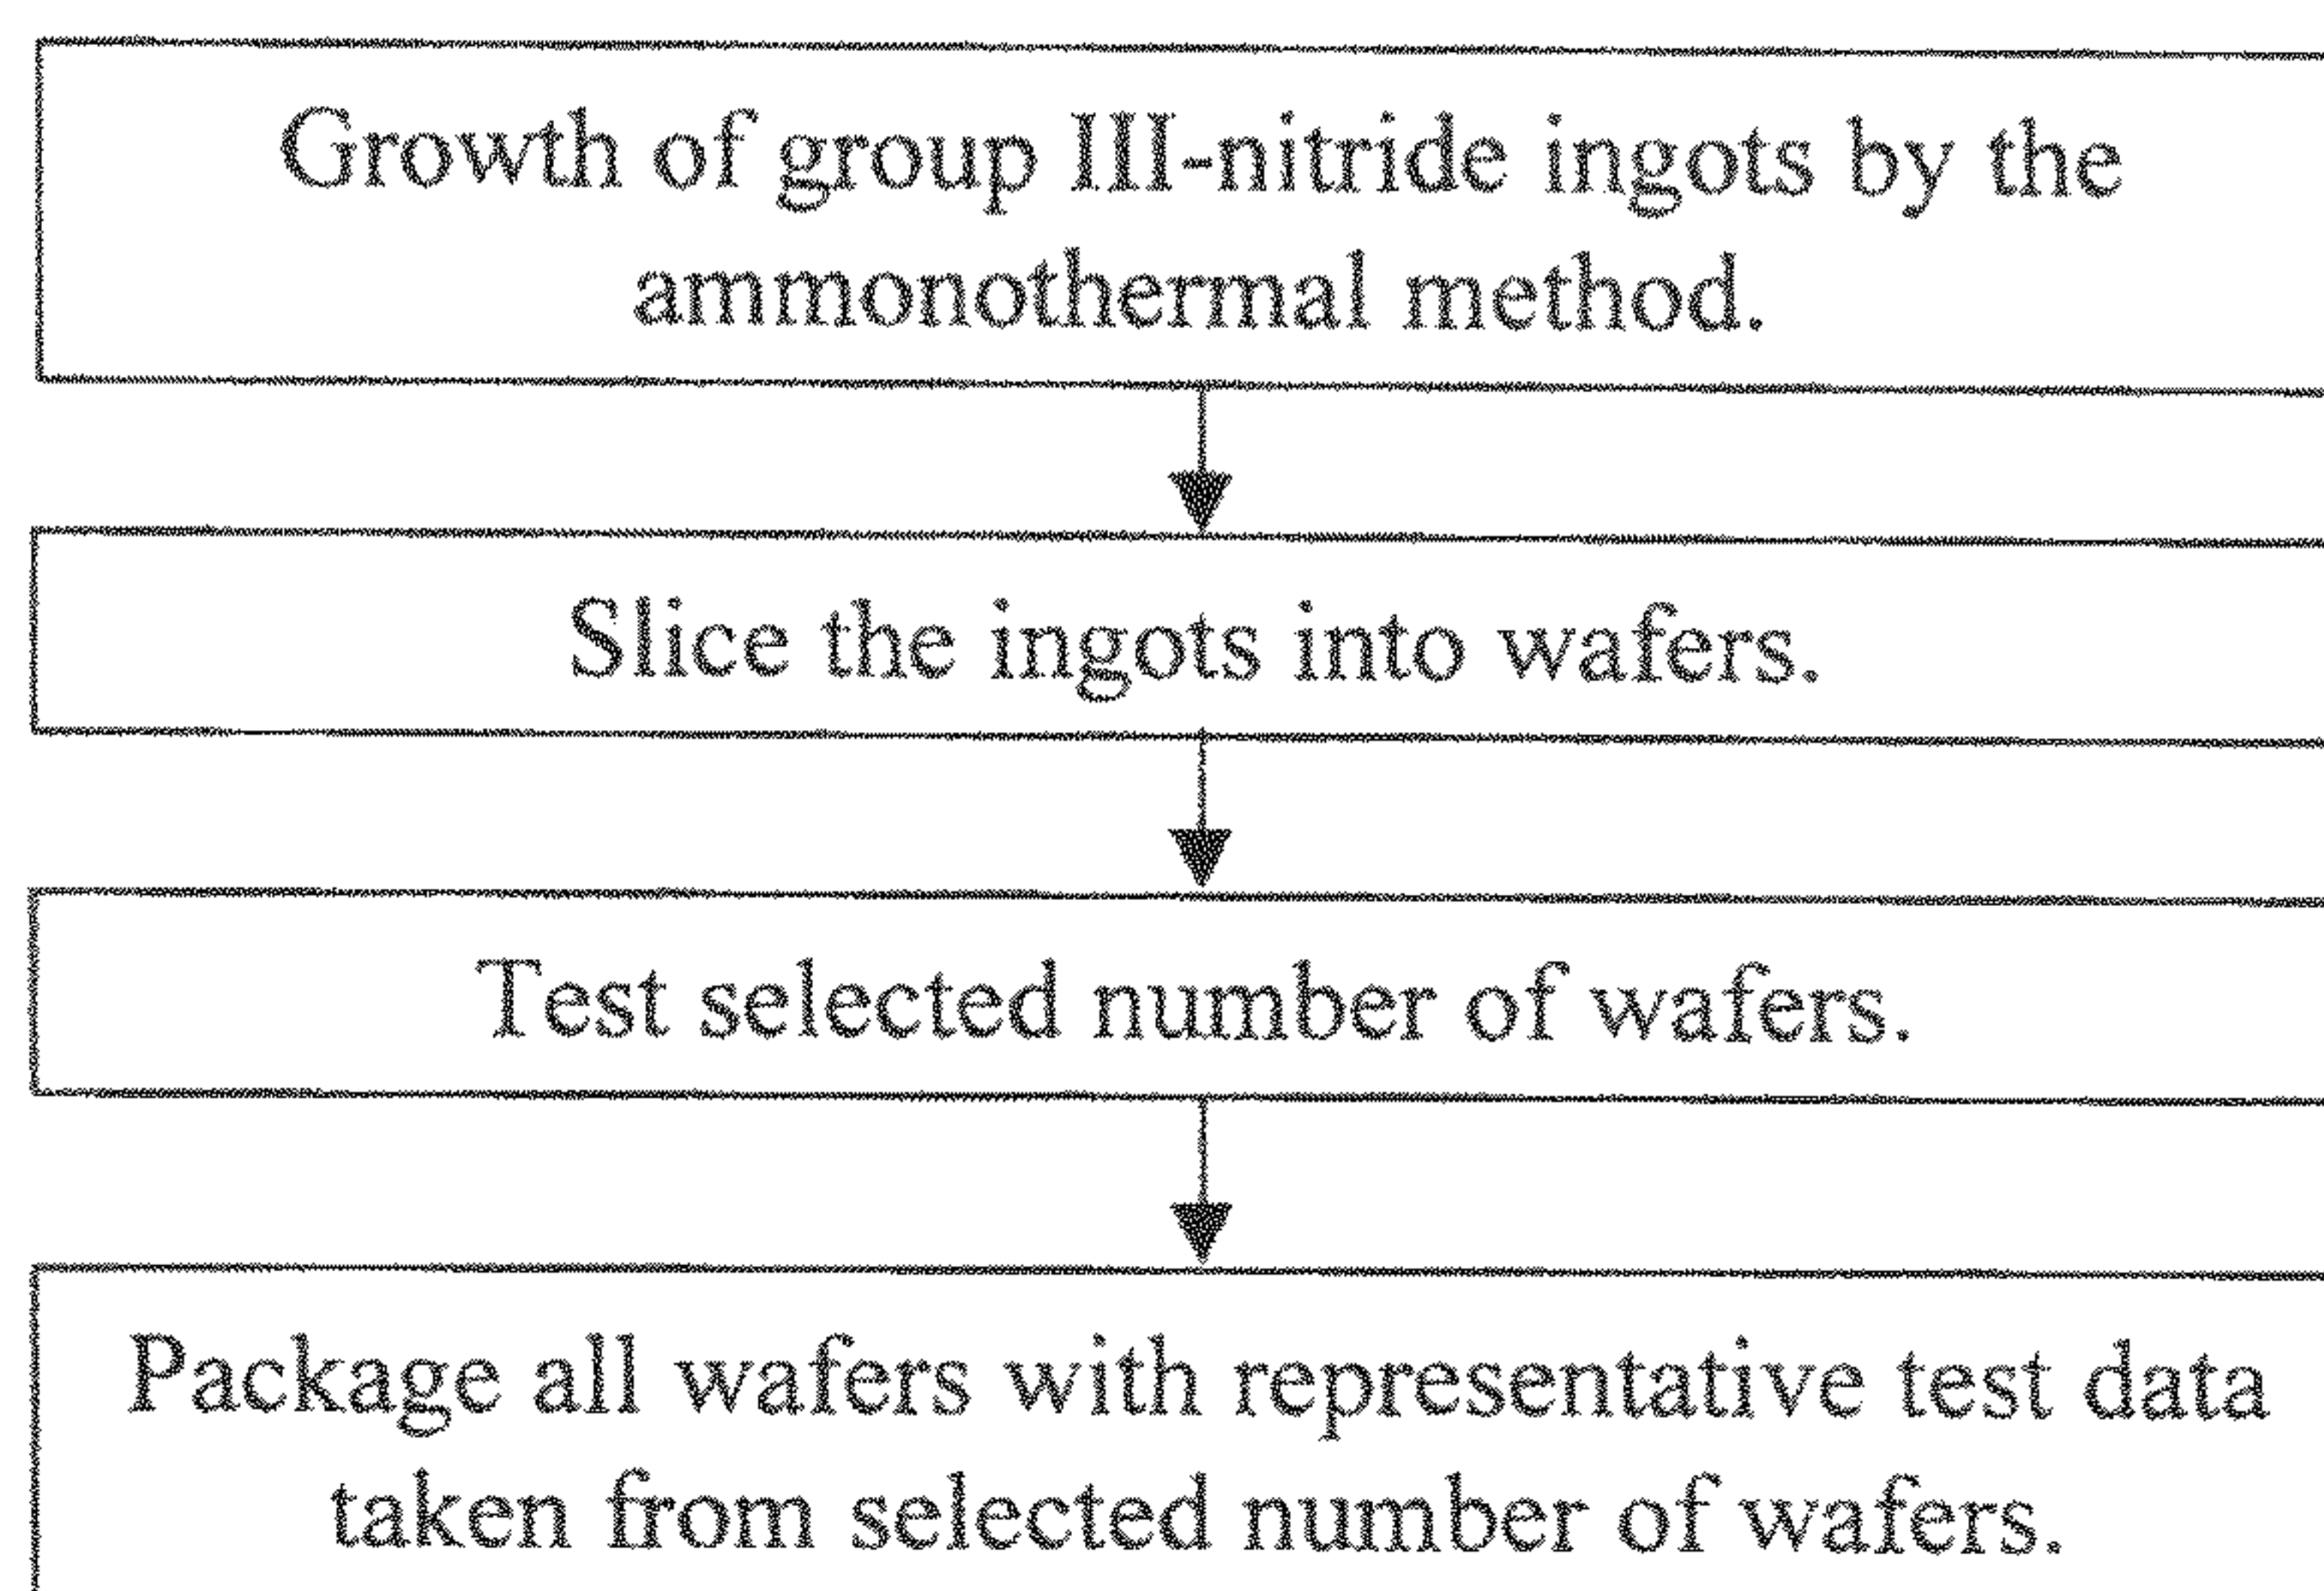 Growth of group III-nitride ingots by the
ammonothermal method.
Slice the ingots into wafers.
Test selected number of wafers.
Package all wafers with representative test data
taken from selected number of wafers.